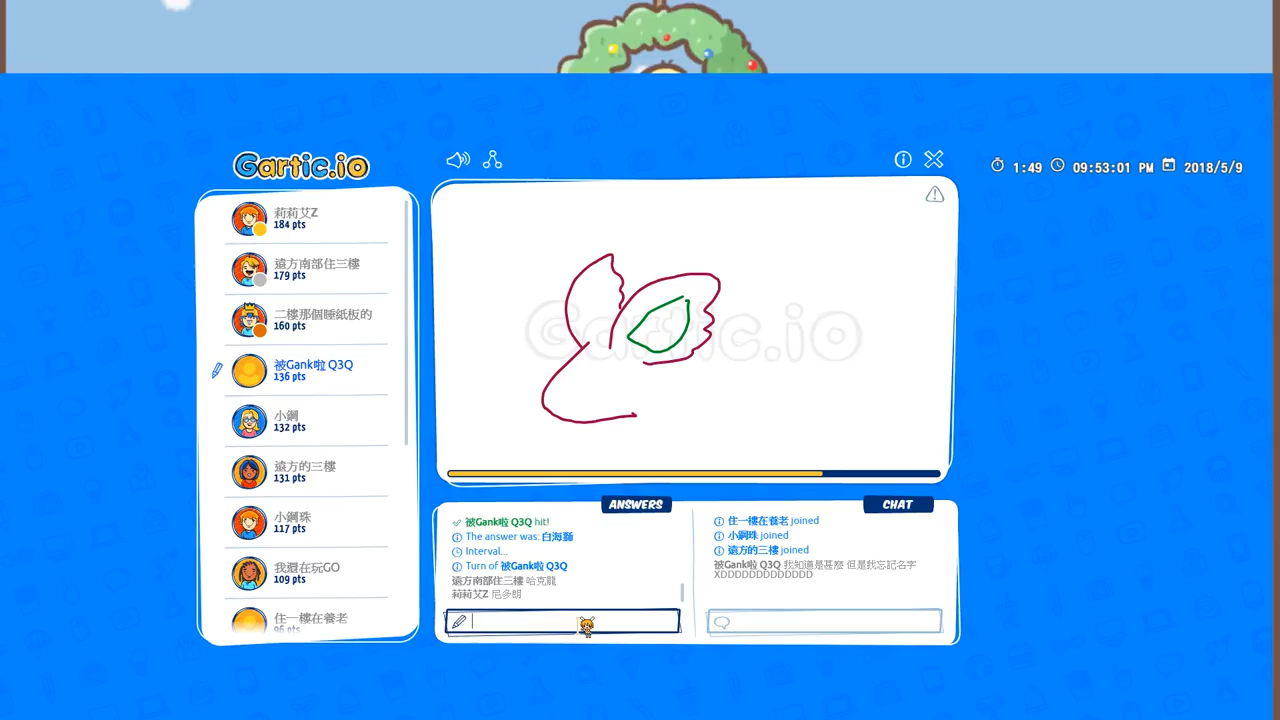 Gartic.io
1:49 09:53:01 PM 2018/5/9
莉莉艾Z
184 pts
遠方南部住三樓
179 pts
二樓那個睡紙板的
160 pts
被Gank啦 Q3Q
136 pts
小鋼
132 pts
遠方的三樓
131 pts
小鋼珠
117 pts
我還在玩GO
109 pts
住一樓在養老
96 pts
Gartic.io
ANSWERS
被Gank啦 Q3Q hit!
The answer was: 白海獅
Interval...
Turn of 被Gank啦 Q3Q
遠方南部住三樓 哈克龍
莉莉艾Z 尼多朗
CHAT
住一樓在養老 joined
小鋼珠 joined
遠方的三樓 joined
被Gank啦 Q3Q 我知道是甚麼 但是我忘記名字
XDDDDDDDDDDDDD